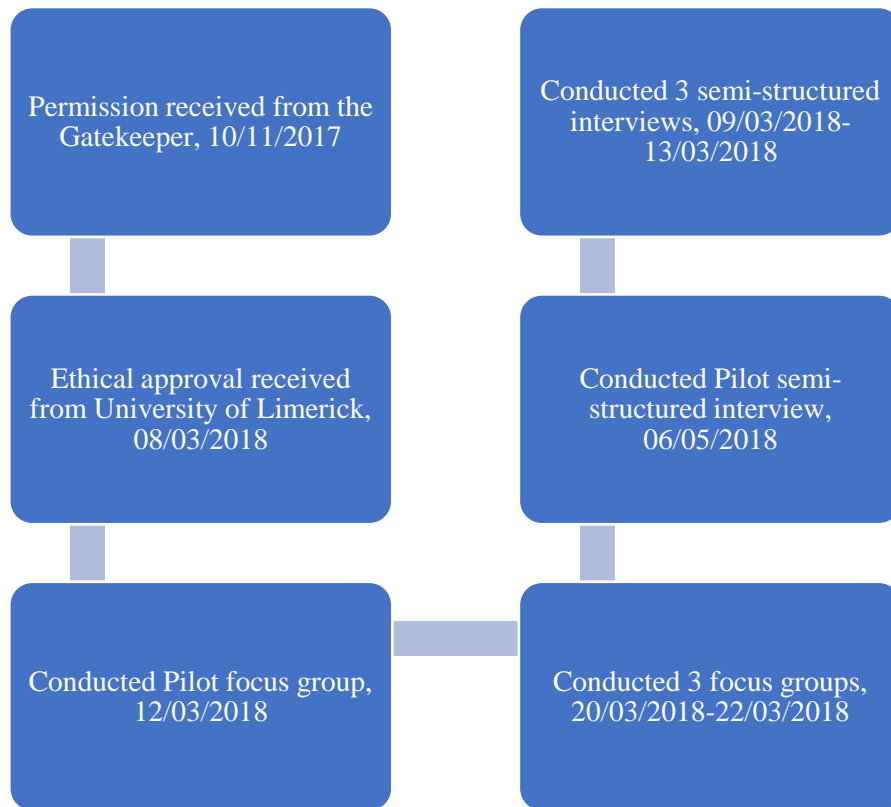 Permission received from the
Gatekeeper, 10/11/2017
Ethical approval received
from University of Limerick,
08/03/2018
Conducted Pilot focus group,
12/03/2018
Conducted 3 focus groups,
20/03/2018-22/03/2018
Conducted Pilot semi-
structured interview,
06/05/2018
Conducted 3 semi-structured
interviews, 09/03/2018-
13/03/2018